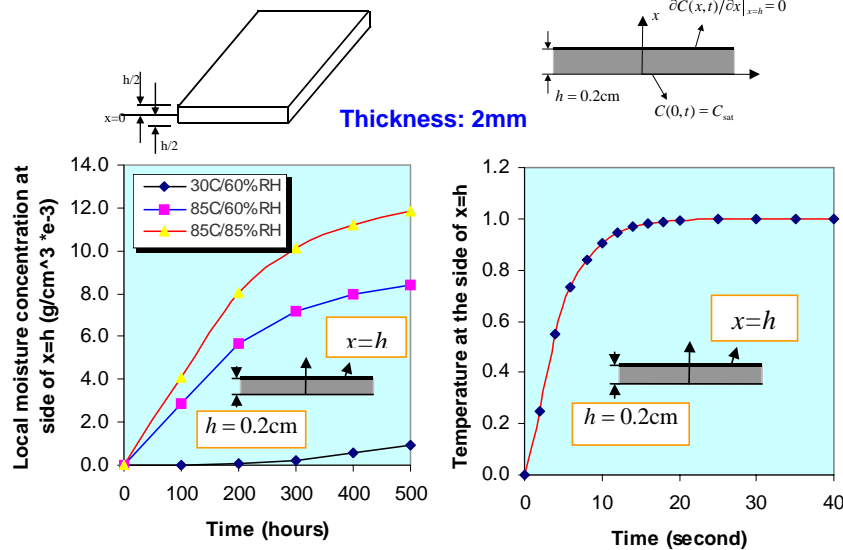 h/2
x=0
h/2
Thickness: 2mm
∂C(x,t)/∂x|x=h = 0
x
h = 0.2cm
C(0,t) = Csat
Local moisture concentration at
side of x=h (g/cm^3 *e-3)
14.0
12.0
10.0
8.0
6.0
4.0
2.0
0.0
30C/60%RH
85C/60%RH
85C/85%RH
x=h
h = 0.2cm
0 100 200 300 400 500
Time (hours)
Temperature at the side of x=h
1.2
1.0
0.8
0.6
0.4
0.2
0.0
x=h
h = 0.2cm
0 10 20 30 40
Time (second)